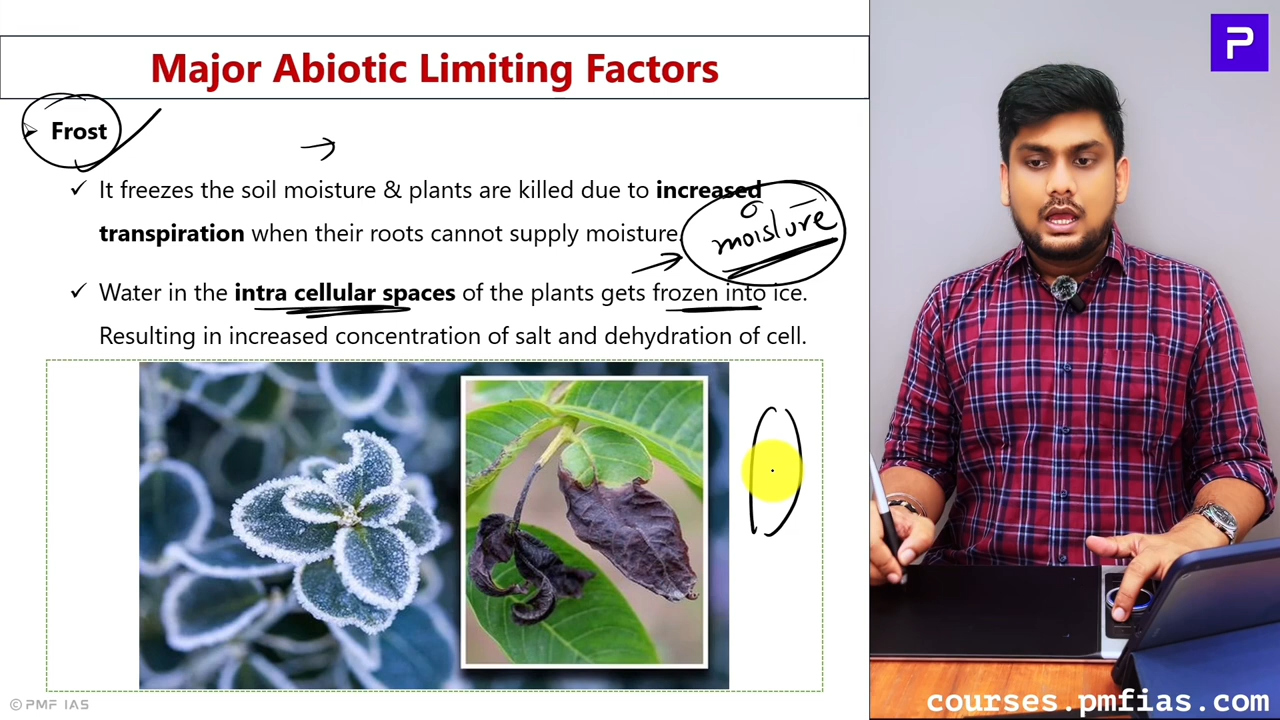 P
Major Abiotic Limiting Factors
➤ Frost
✓ It freezes the soil moisture & plants are killed due to increased
transpiration when their roots cannot supply moisture.
moisture
✓ Water in the intra cellular spaces of the plants gets frozen into ice.
Resulting in increased concentration of salt and dehydration of cell.
© PMF IAS
courses.pmfias.com